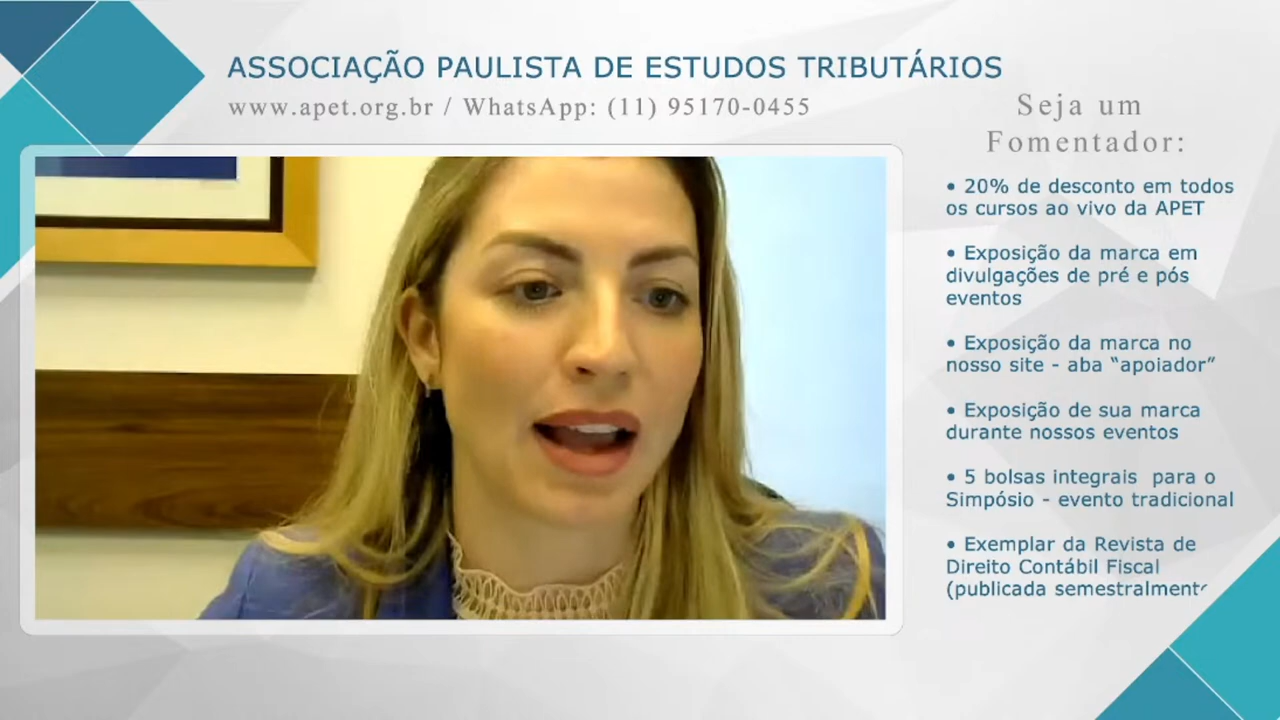 ASSOCIAÇÃO PAULISTA DE ESTUDOS TRIBUTÁRIOS
www.apet.org.br / WhatsApp: (11) 95170-0455
Seja um
Fomentador:
• 20% de desconto em todos
os cursos ao vivo da APET
• Exposição da marca em
divulgações de pré e pós
eventos
• Exposição da marca no
nosso site - aba “apoiador”
• Exposição de sua marca
durante nossos eventos
• 5 bolsas integrais  para o
Simpósio - evento tradicional
• Exemplar da Revista de
Direito Contábil Fiscal
(publicada semestralmente